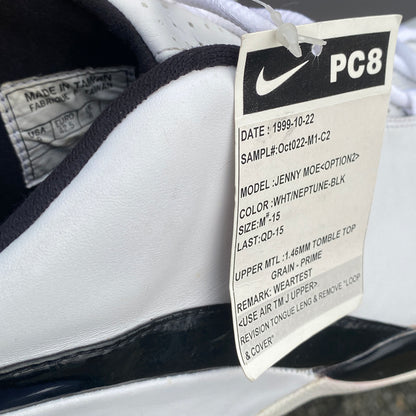 PC8
DATE : 1999-10-22
SAMPL#:Oct022-M1-C2
MODEL :JENNY MOE<OPTION2>
COLOR :WHT/NEPTUNE-BLK
SIZE:M#-15
LAST:QD-15
UPPER MTL :1.46MM TOMBLE TOP
GRAIN - PRIME
REMARK: WEARTEST
<USE AIR TM J UPPER>
REVISION TONGUE LENG & REMOVE "LOOP
& COVER"
MADE IN TAIWAN
USA
EURO